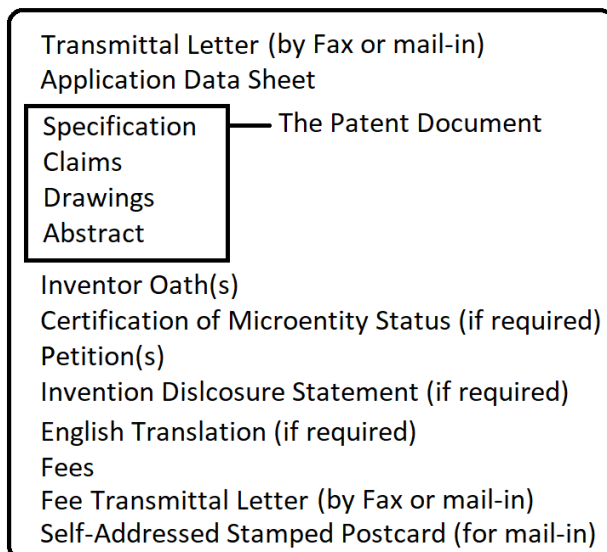 Transmittal Letter (by Fax or mail-in)
Application Data Sheet
Specification — The Patent Document
Claims
Drawings
Abstract
Inventor Oath(s)
Certification of Microentity Status (if required)
Petition(s)
Invention Dislcosure Statement (if required)
English Translation (if required)
Fees
Fee Transmittal Letter (by Fax or mail-in)
Self-Addressed Stamped Postcard (for mail-in)